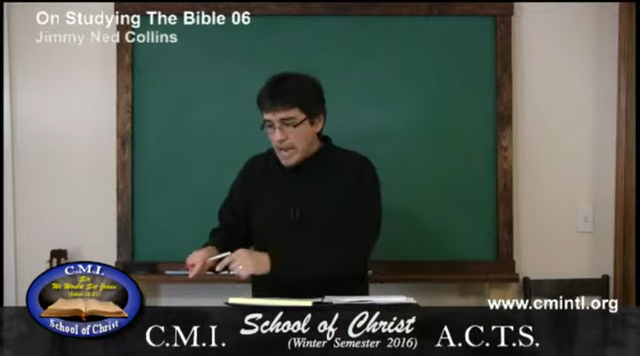 On Studying The Bible 06
Jimmy Ned Collins
C.M.I.
Sir
We Would See Jesus
School of Christ
www.cmintl.org
C.M.I. School of Christ A.C.T.S.
(Winter Semester 2016)